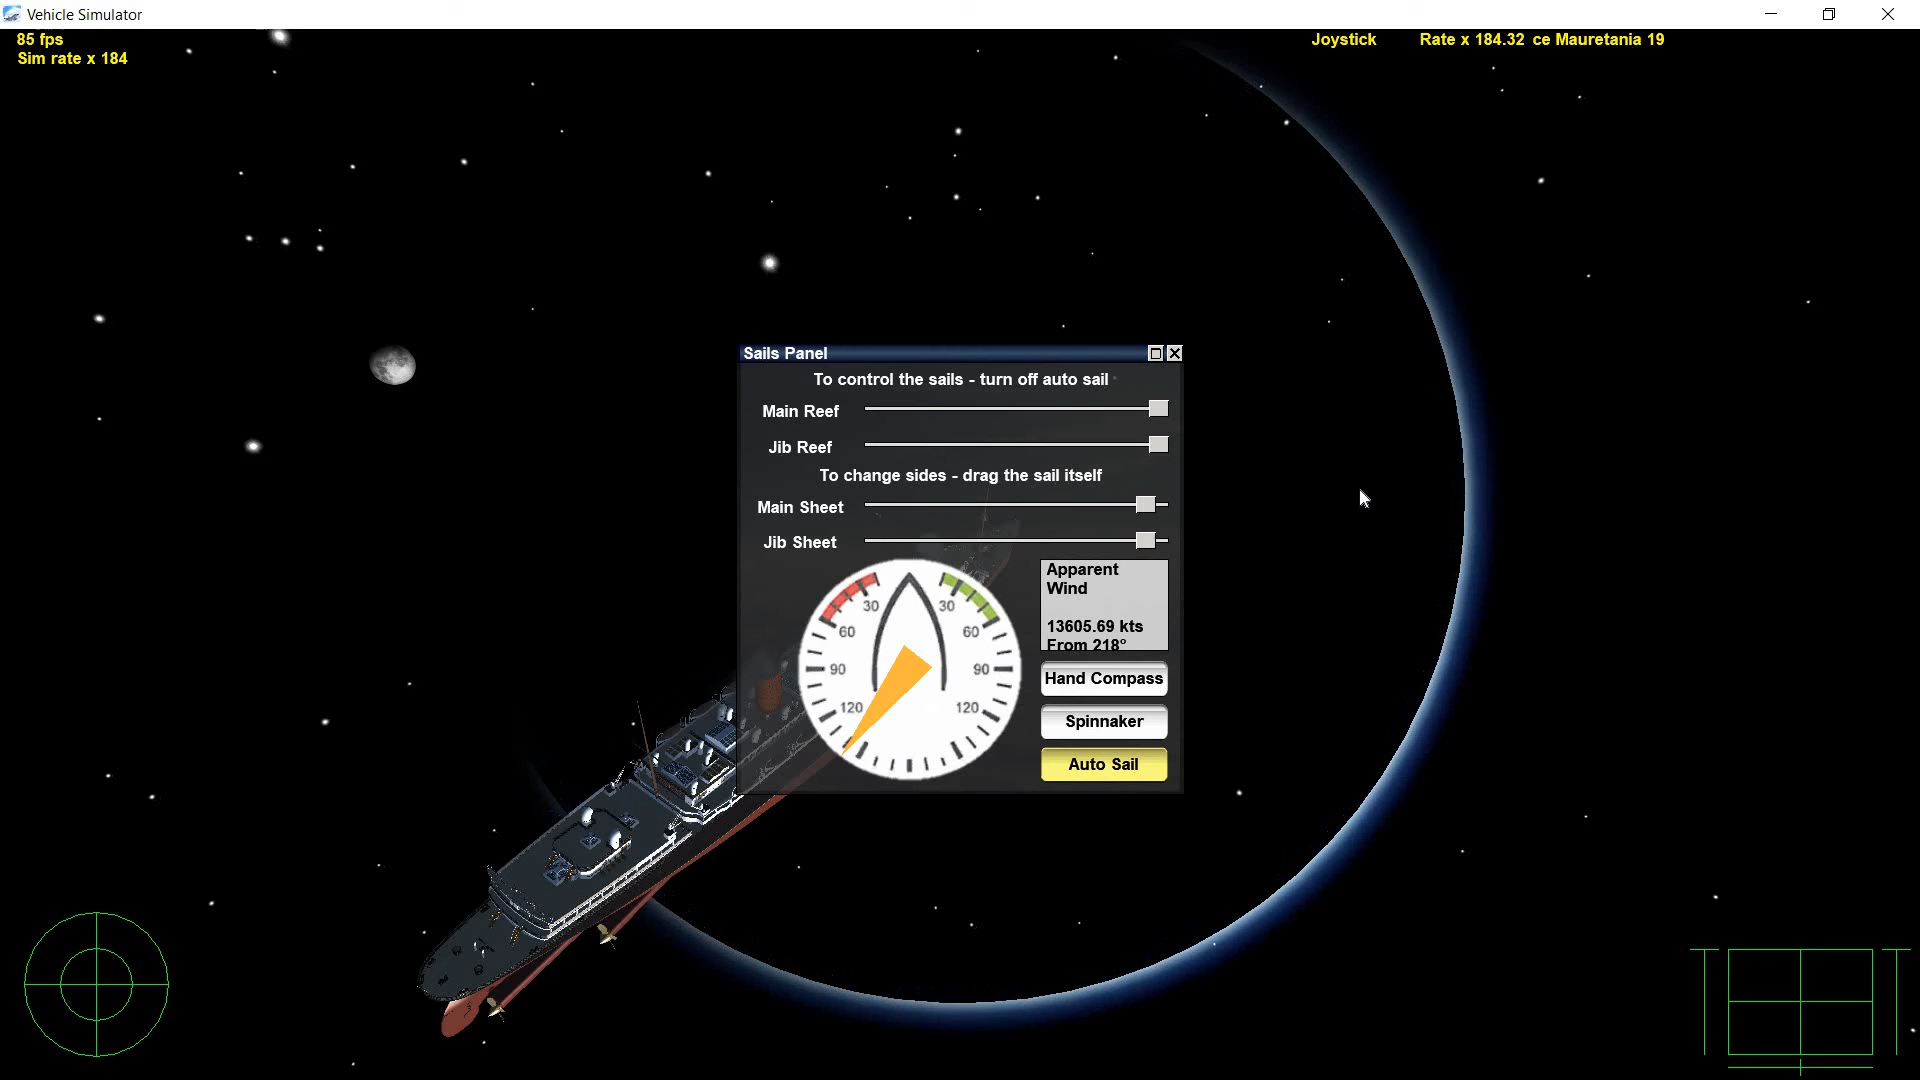 Vehicle Simulator
85 fps
Sim rate x 184
Joystick
Rate x 184.32 ce Mauretania 19
Sails Panel
To control the sails - turn off auto sail
Main Reef
Jib Reef
To change sides - drag the sail itself
Main Sheet
Jib Sheet
30 30
60 60
90 90
120 120
Apparent
Wind
13605.69 kts
From 218°
Hand Compass
Spinnaker
Auto Sail